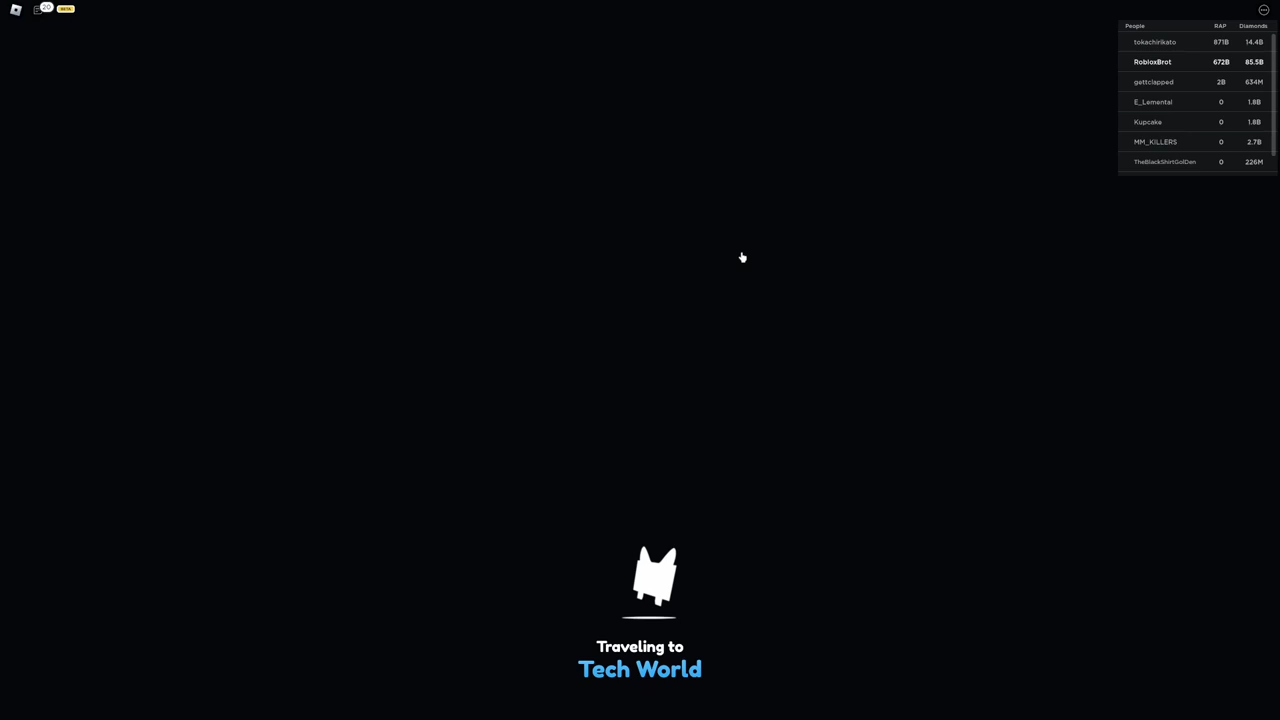 20
BETA
People RAP Diamonds
tokachirikato 871B 14.4B
RobloxBrot 672B 85.5B
gettclapped 2B 634M
E_Lemental 0 1.8B
Kupcake 0 1.8B
MM_KILLERS 0 2.7B
TheBlackShirtGolDen 0 226M
Traveling to
Tech World